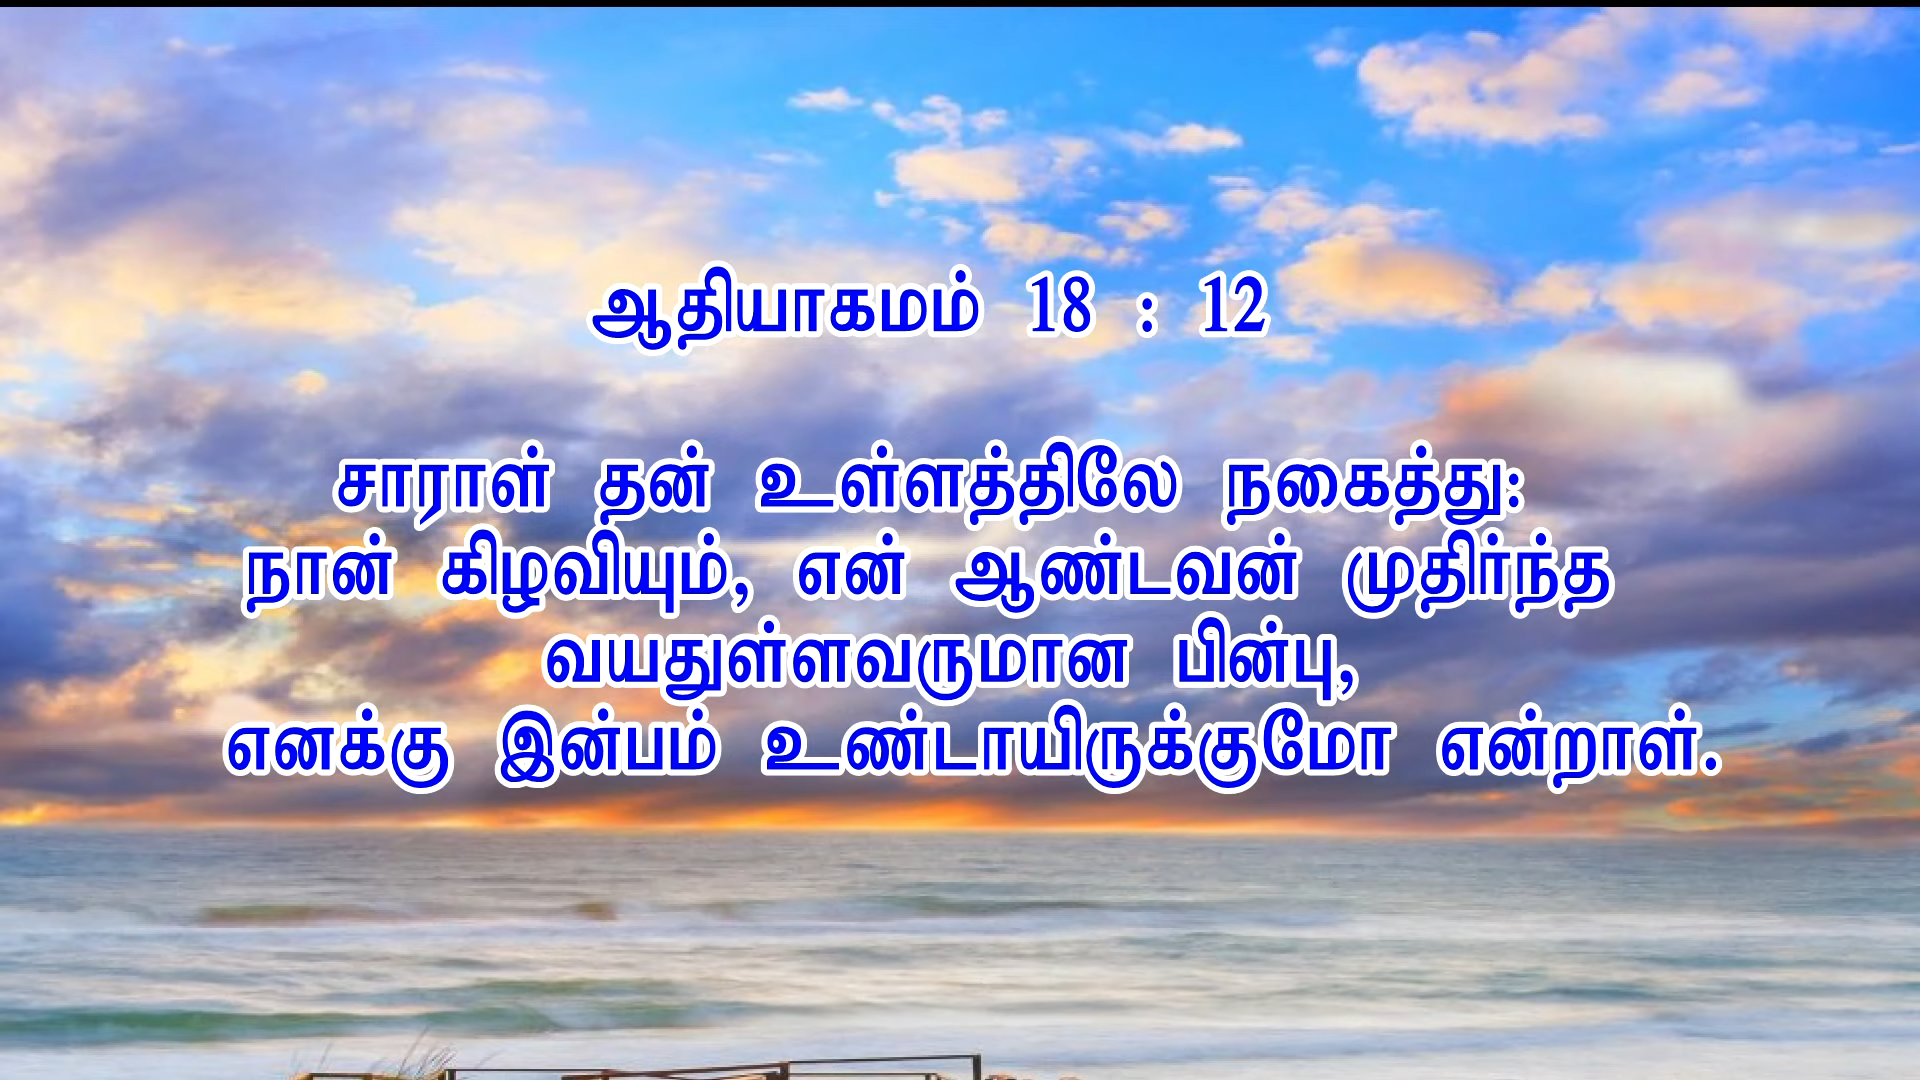 ஆதியாகமம் 18 : 12
சாராள் தன் உள்ளத்திலே நகைத்து:
நான் கிழவியும், என் ஆண்டவன் முதிர்ந்த
வயதுள்ளவருமான பின்பு,
எனக்கு இன்பம் உண்டாயிருக்குமோ என்றாள்.